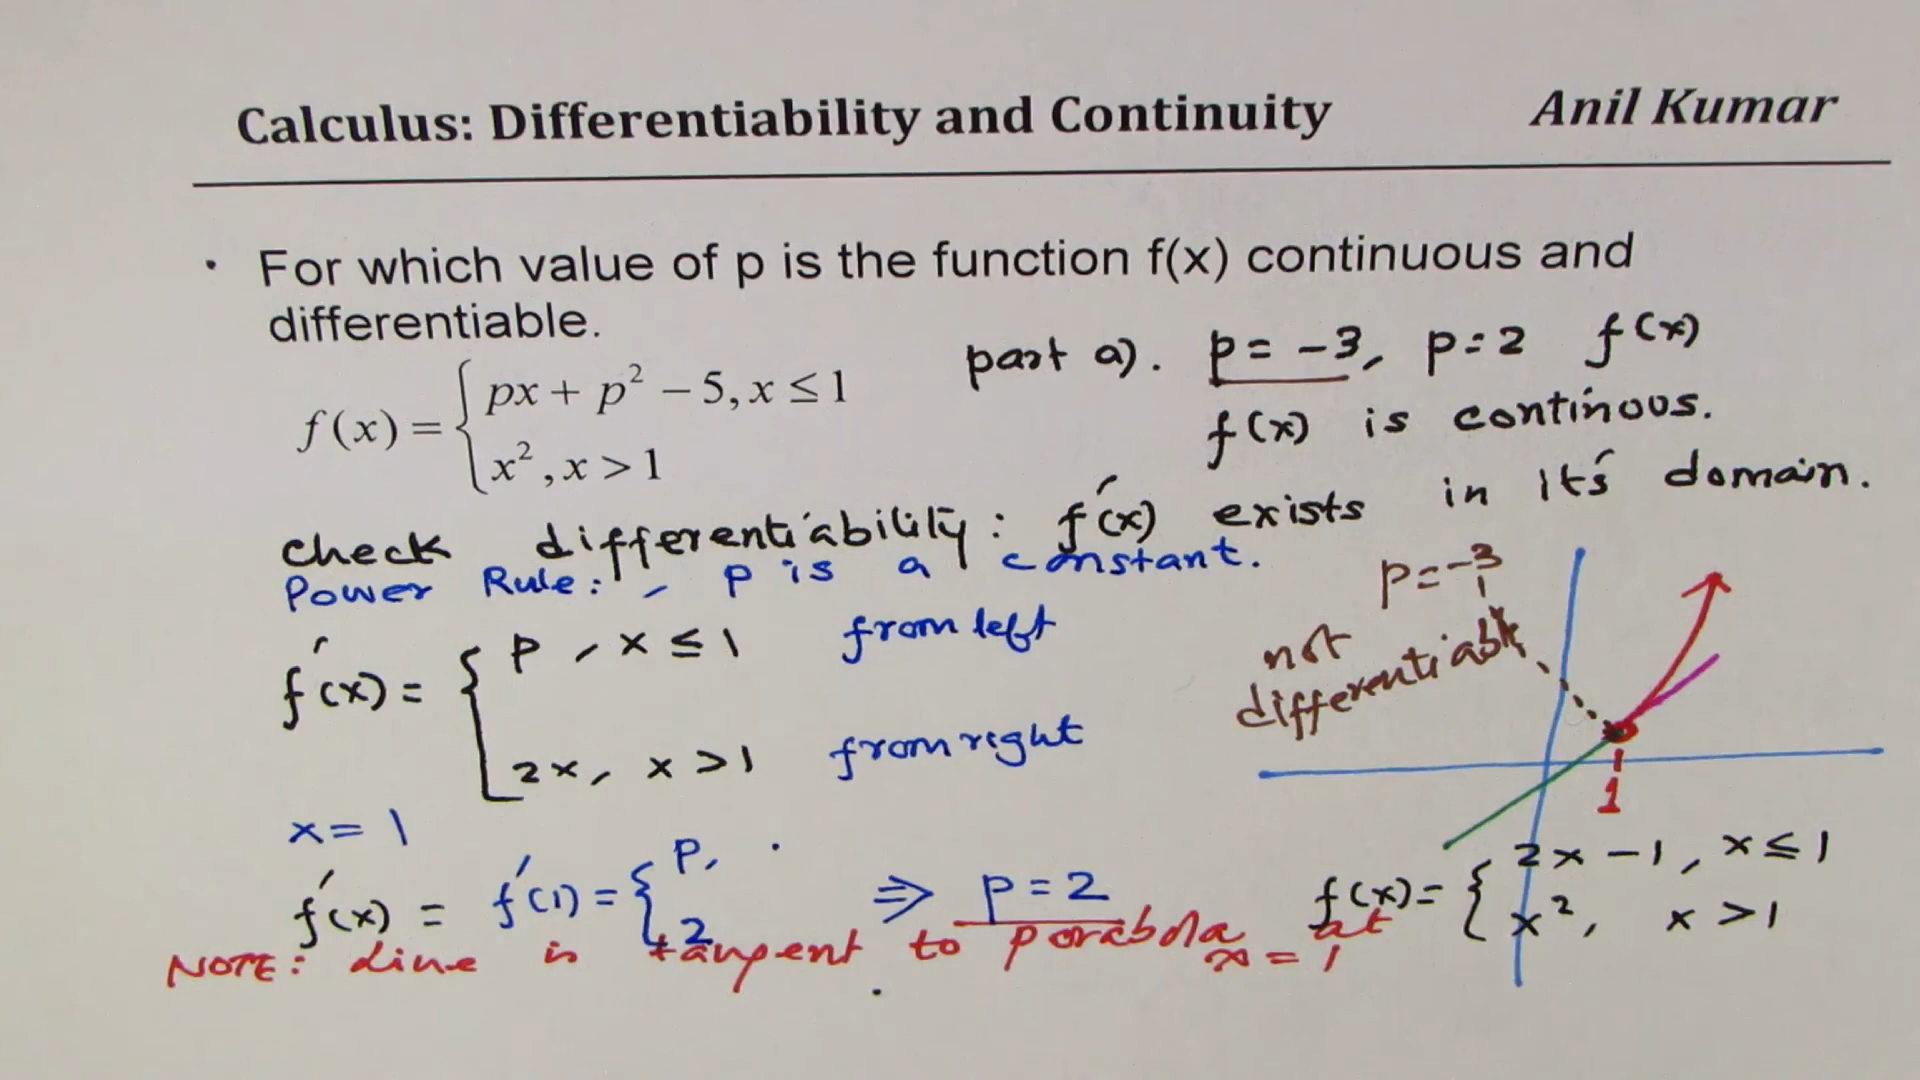 Calculus: Differentiability and Continuity Anil Kumar
· For which value of p is the function f(x) continuous and
differentiable.
part a). p = -3, p = 2 f(x)
f(x) = { px + p² – 5, x ≤ 1
x², x > 1
f(x) is continous.
check differentiability: f'(x) exists in It's domain.
Power Rule: , p is a constant.
f'(x) = { p, x ≤ 1 from left
2x, x > 1 from right
p = -3
not
differentiable
1
x = 1
f'(x) = f'(1) = { p,
2
⇒ p = 2
f(x) = { 2x - 1, x ≤ 1
x², x > 1
NOTE: Line is tangent to parabola at
x = 1